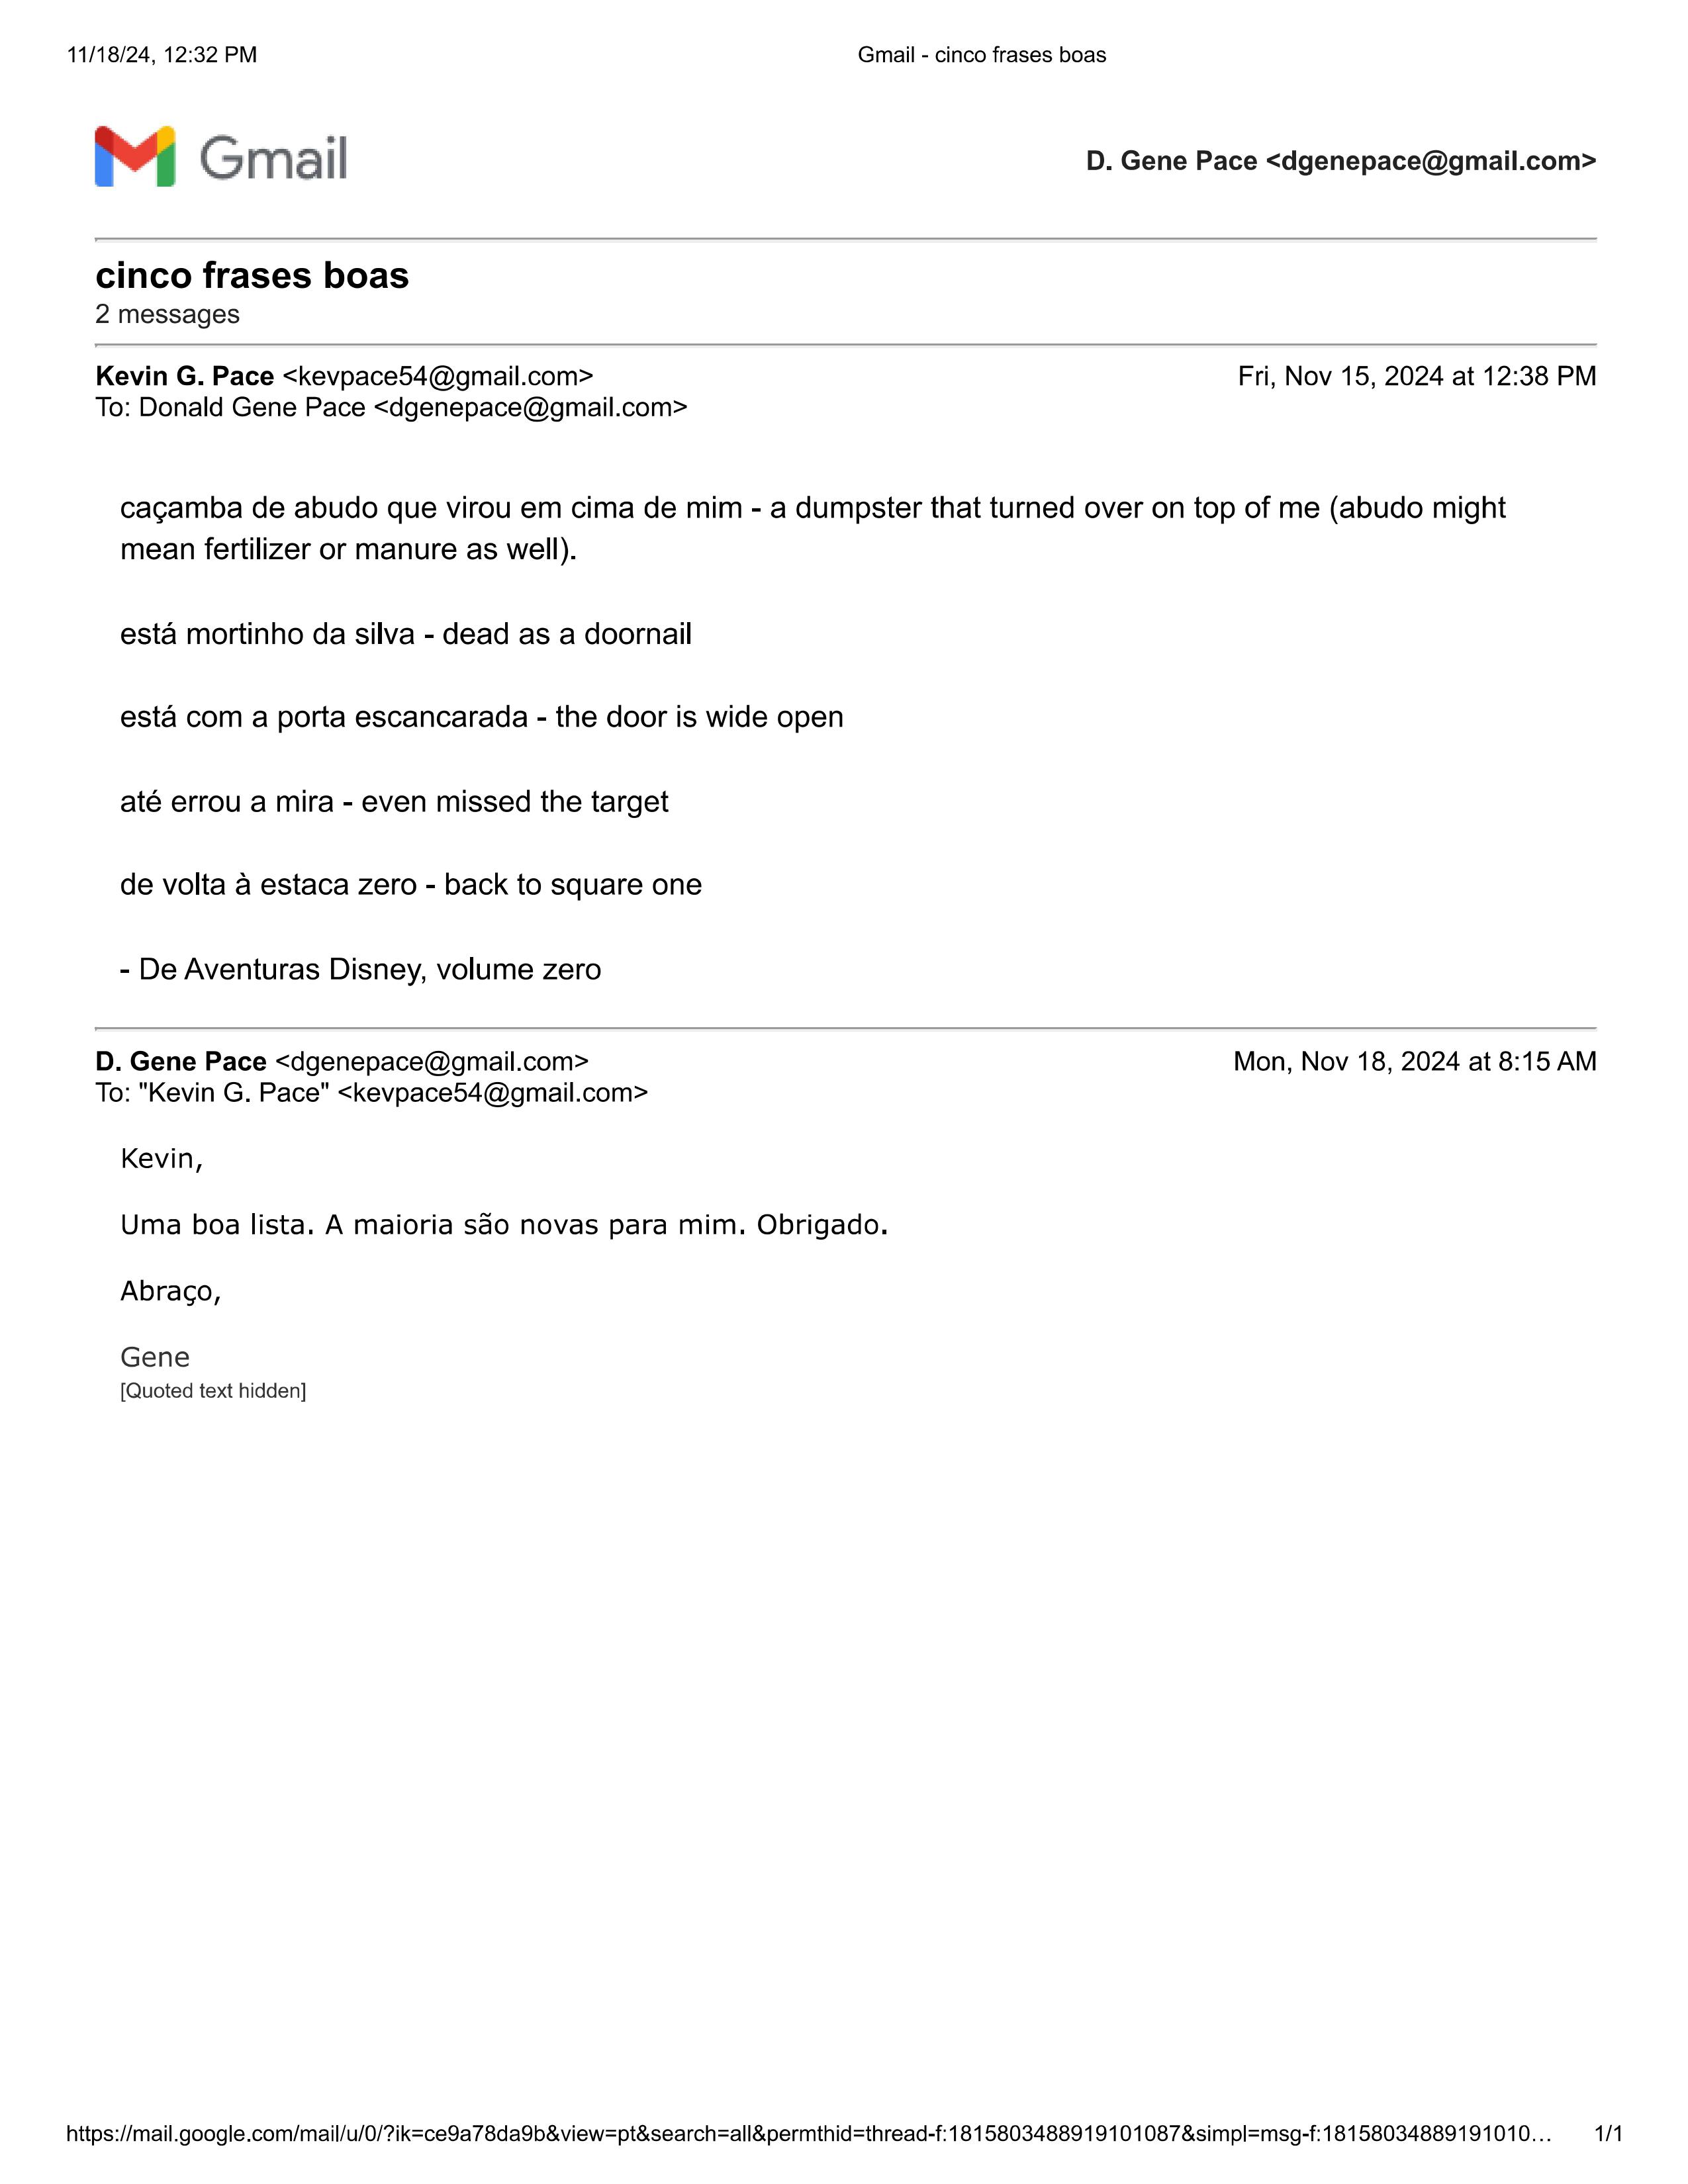 11/18/24, 12:32 PM
Gmail - cinco frases boas
Gmail
D. Gene Pace <dgenepace@gmail.com>
cinco frases boas
2 messages
Kevin G. Pace <kevpace54@gmail.com>
Fri, Nov 15, 2024 at 12:38 PM
To: Donald Gene Pace <dgenepace@gmail.com>
caçamba de abudo que virou em cima de mim - a dumpster that turned over on top of me (abudo might
mean fertilizer or manure as well).
está mortinho da silva - dead as a doornail
está com a porta escancarada - the door is wide open
até errou a mira - even missed the target
de volta à estaca zero - back to square one
- De Aventuras Disney, volume zero
D. Gene Pace <dgenepace@gmail.com>
Mon, Nov 18, 2024 at 8:15 AM
To: "Kevin G. Pace" <kevpace54@gmail.com>
Kevin,
Uma boa lista. A maioria são novas para mim. Obrigado.
Abraço,
Gene
[Quoted text hidden]
https://mail.google.com/mail/u/0/?ik=ce9a78da9b&view=pt&search=all&permthid=thread-f:1815803488919101087&simpl=msg-f:18158034889191010…
1/1